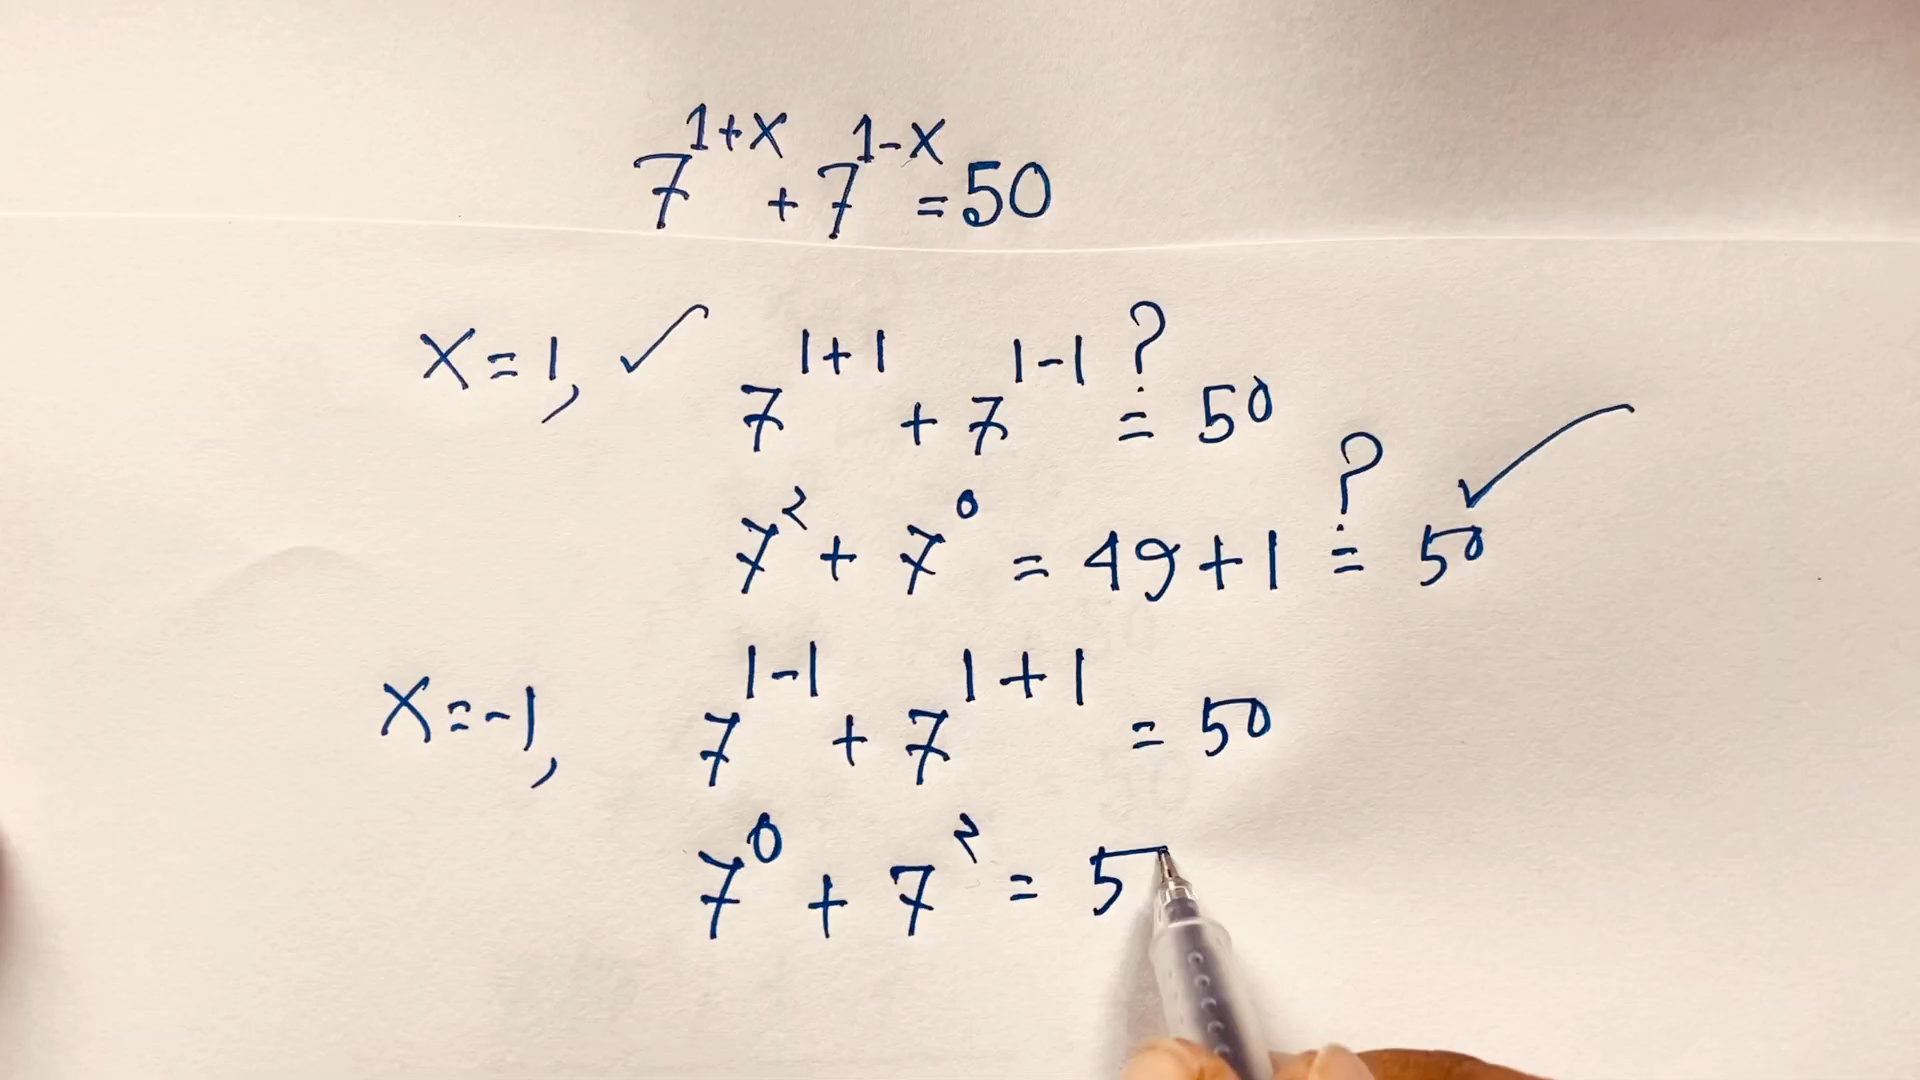 7^{1+x} + 7^{1-x} = 50
x=1, ✓ 7^{1+1} + 7^{1-1} ?= 50
7^2 + 7^0 = 49+1 ?= 50 ✓
x=-1, 7^{1-1} + 7^{1+1} = 50
7^0 + 7^2 = 5